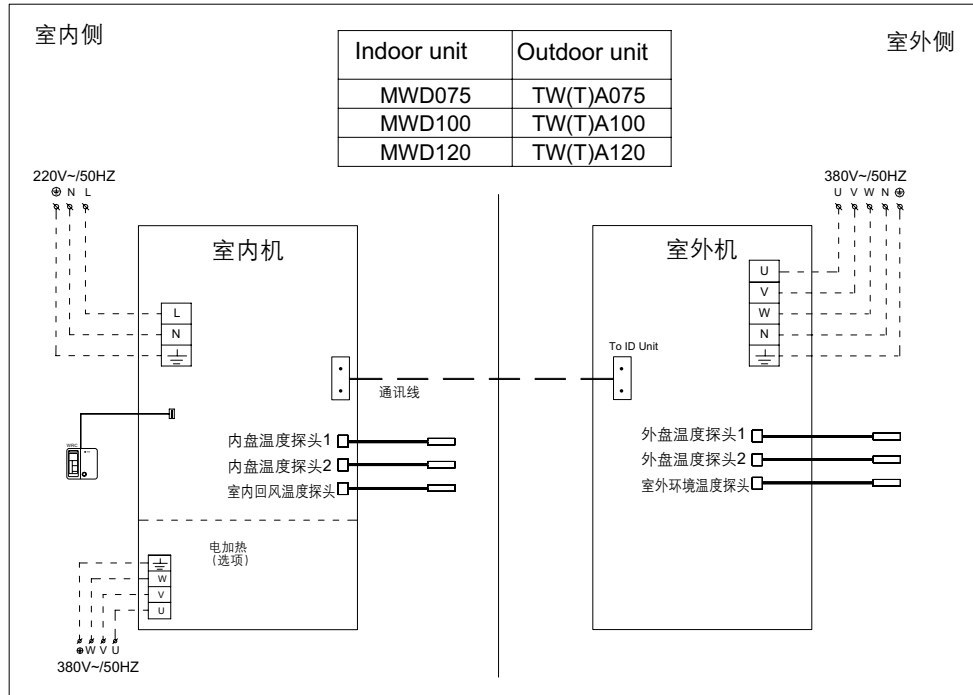 室内侧
室外侧
Indoor unit Outdoor unit
MWD075 TW(T)A075
MWD100 TW(T)A100
MWD120 TW(T)A120
220V~/50HZ
N L
室内机
L
N
WRC
内盘温度探头1
内盘温度探头2
室内回风温度探头
电加热
(选项)
W
V
U
W V U
380V~/50HZ
通讯线
380V~/50HZ
U V W N
室外机
U
V
W
N
To ID Unit
外盘温度探头1
外盘温度探头2
室外环境温度探头